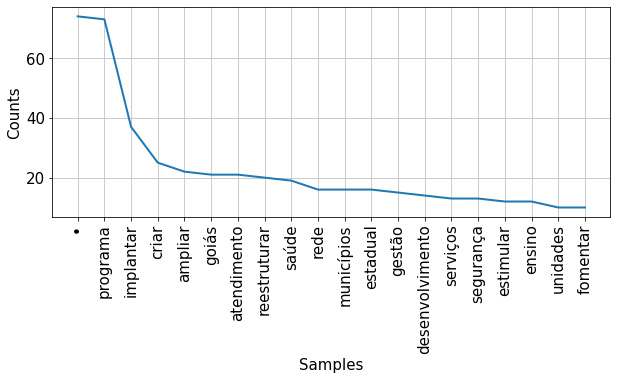 60
40
20
Counts
•
programa
implantar
criar
ampliar
goiás
atendimento
reestruturar
saúde
rede
municípios
estadual
gestão
desenvolvimento
serviços
segurança
estimular
ensino
unidades
fomentar
Samples